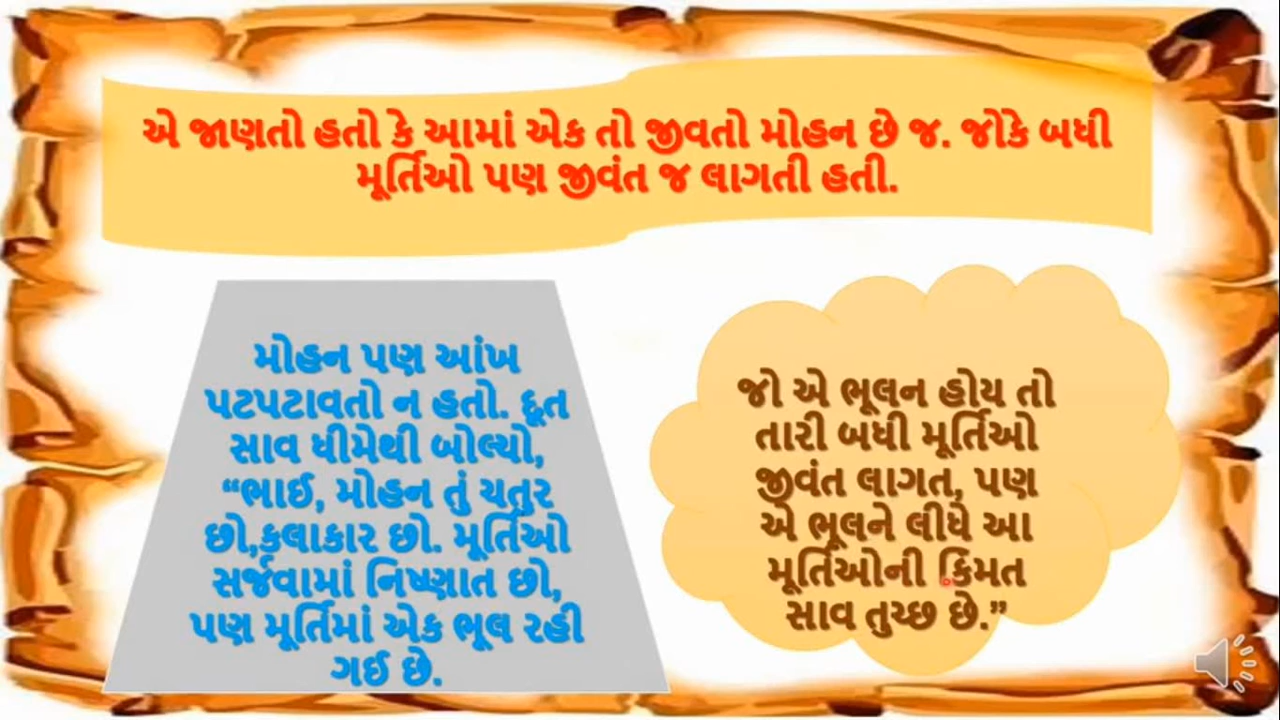 એ જાણતો હતો કે આમાં એક તો જીવતો મોહન છે જ. જોકે બધી
મૂર્તિઓ પણ જીવંત જ લાગતી હતી.
મોહન પણ આંખ
પટપટાવતો ન હતો. દૂત
સાવ ધીમેથી બોલ્યો,
“ભાઈ, મોહન તું ચતુર
છો,કલાકાર છો. મૂર્તિઓ
સર્જવામાં નિષ્ણાત છો,
પણ મૂર્તિમાં એક ભૂલ રહી
ગઈ છે.
જો એ ભૂલન હોય તો
તારી બધી મૂર્તિઓ
જીવંત લાગત, પણ
એ ભૂલને લીધે આ
મૂર્તિઓની કિંમત
સાવ તુચ્છ છે.”